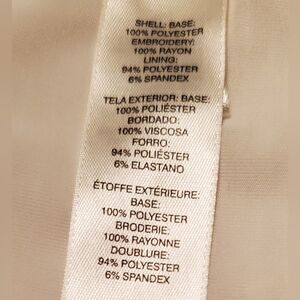 SHELL: BASE:
100% POLYESTER
EMBROIDERY:
100% RAYON
LINING:
94% POLYESTER
6% SPANDEX
TELA EXTERIOR: BASE:
100% POLIÉSTER
BORDADO:
100% VISCOSA
FORRO:
94% POLIÉSTER
6% ELASTANO
ÉTOFFE EXTÉRIEURE:
BASE:
100% POLYESTER
BRODERIE:
100% RAYONNE
DOUBLURE:
94% POLYESTER
6% SPANDEX